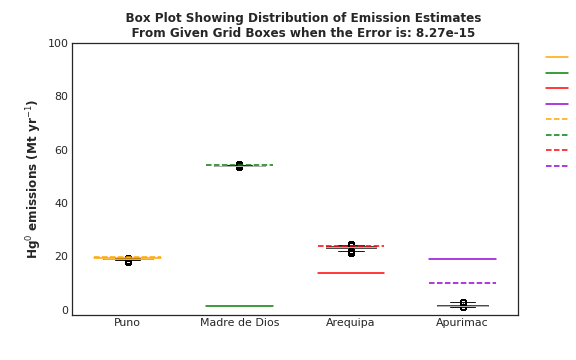 Box Plot Showing Distribution of Emission Estimates
From Given Grid Boxes when the Error is: 8.27e-15
Hg⁰ emissions (Mt yr⁻¹)
100
80
60
40
20
0
Puno
Madre de Dios
Arequipa
Apurimac